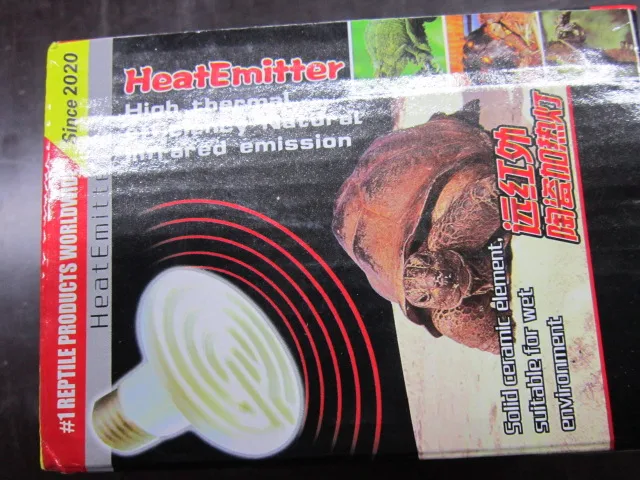 HeatEmitter
High thermal
efficiency Natural
infrared emission
Since 2020
#1 REPTILE PRODUCTS WORLDWIDE
HeatEmitter
远红外
陶瓷加热灯
Solid ceramic element,
suitable for wet
environment